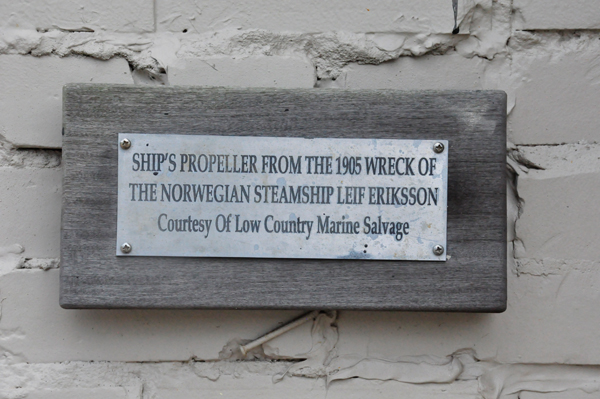 SHIP'S PROPELLER FROM THE 1905 WRECK OF
THE NORWEGIAN STEAMSHIP LEIF ERIKSSON
Courtesy Of Low Country Marine Salvage